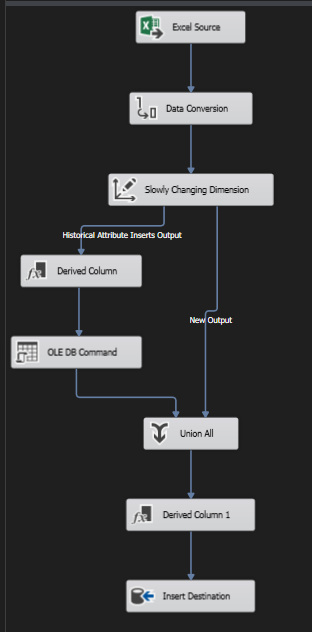 Excel Source
Data Conversion
Slowly Changing Dimension
Historical Attribute Inserts Output
Derived Column
New Output
OLE DB Command
Union All
Derived Column 1
Insert Destination